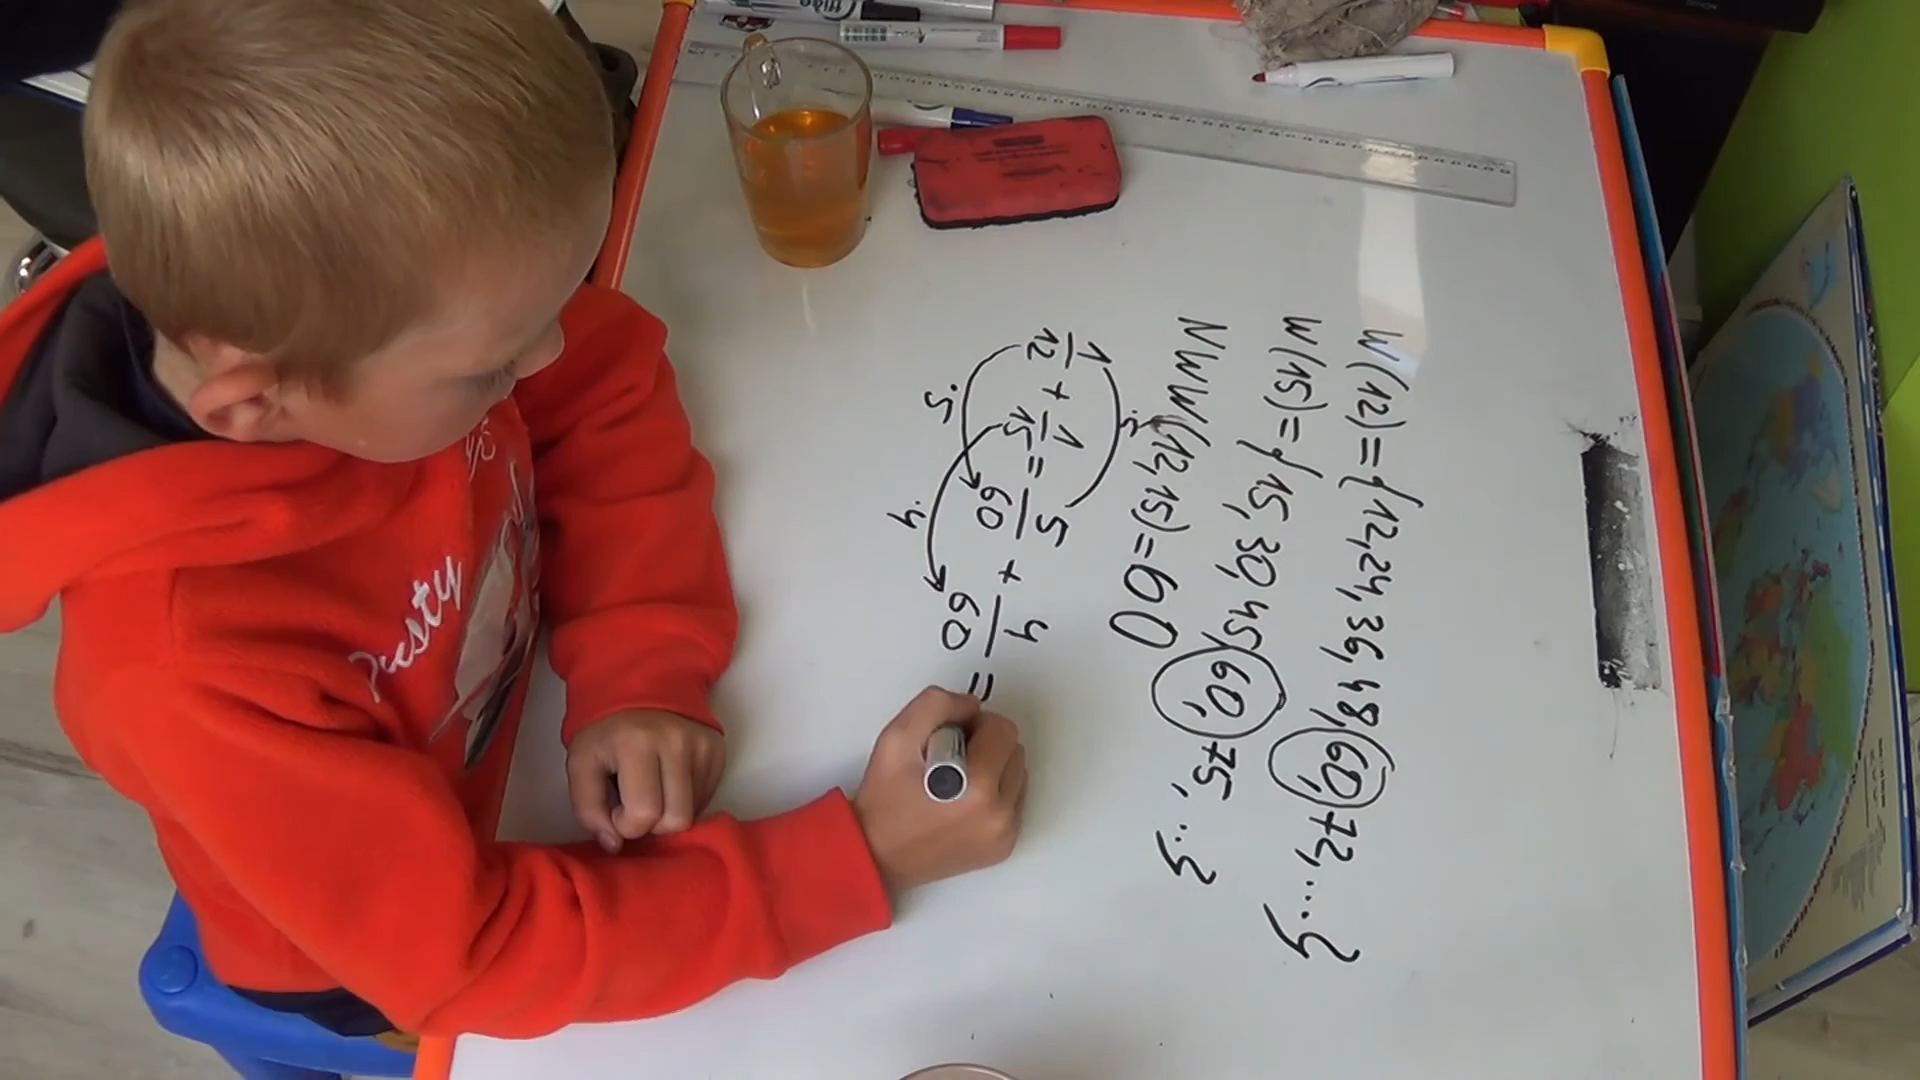 W(12)={12,24,36,48,60,72,...}
W(15)={15,30,45,60,75,...}
NWW(12,15)=60
1/12 + 1/15 = 5/60 + 4/60 =
·5
·5
·4